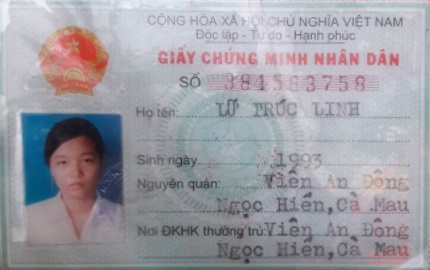 CỘNG HÒA XÃ HỘI CHỦ NGHĨA VIỆT NAM
Độc lập - Tự do - Hạnh phúc
GIẤY CHỨNG MINH NHÂN DÂN
SỐ 384583758
Họ tên: LỮ TRÚC LINH
Sinh ngày 1993
Nguyên quán: Viên An Đông
Ngọc Hiển, Cà Mau
Nơi ĐKHK thường trú: Viên An Đông
Ngọc Hiển, Cà Mau